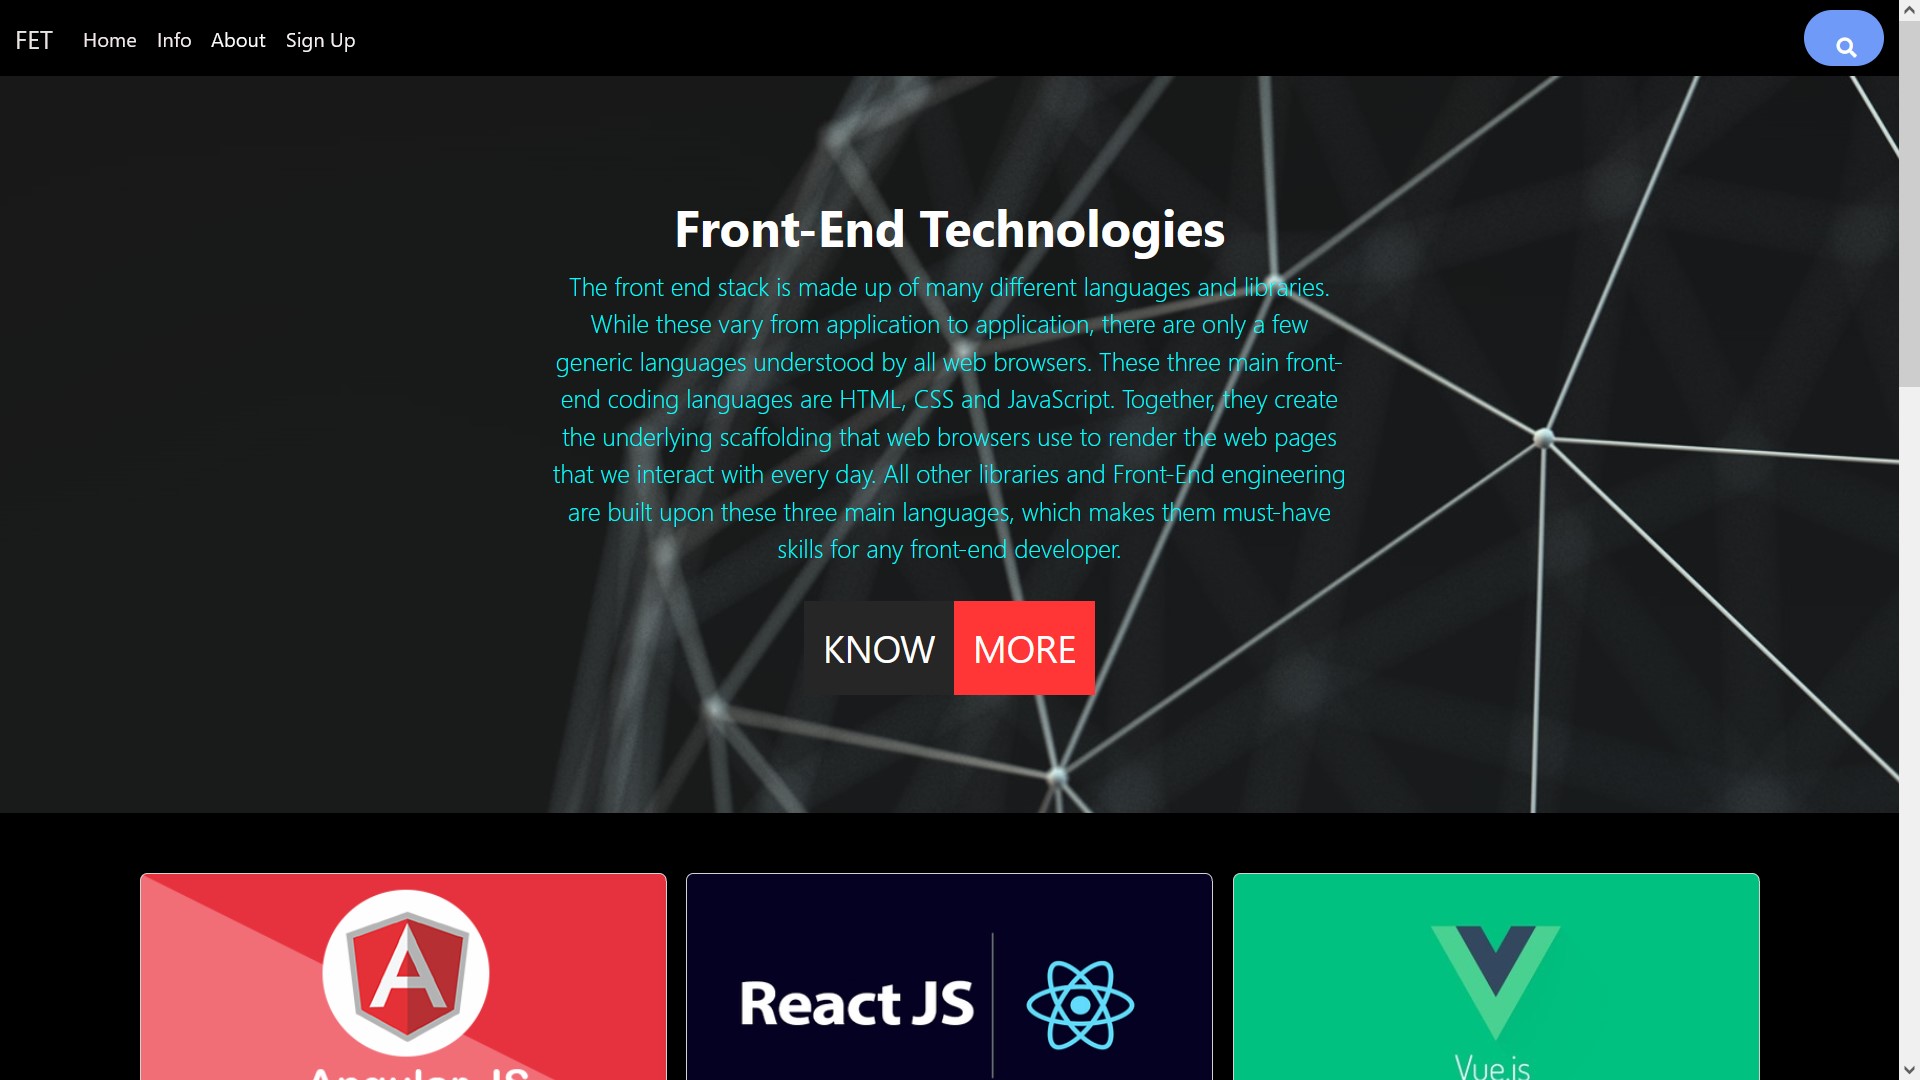 FET Home Info About Sign Up
Front-End Technologies
The front end stack is made up of many different languages and libraries.
While these vary from application to application, there are only a few
generic languages understood by all web browsers. These three main front-
end coding languages are HTML, CSS and JavaScript. Together, they create
the underlying scaffolding that web browsers use to render the web pages
that we interact with every day. All other libraries and Front-End engineering
are built upon these three main languages, which makes them must-have
skills for any front-end developer.
KNOW MORE
A
Angular JS
React JS
Vue.js